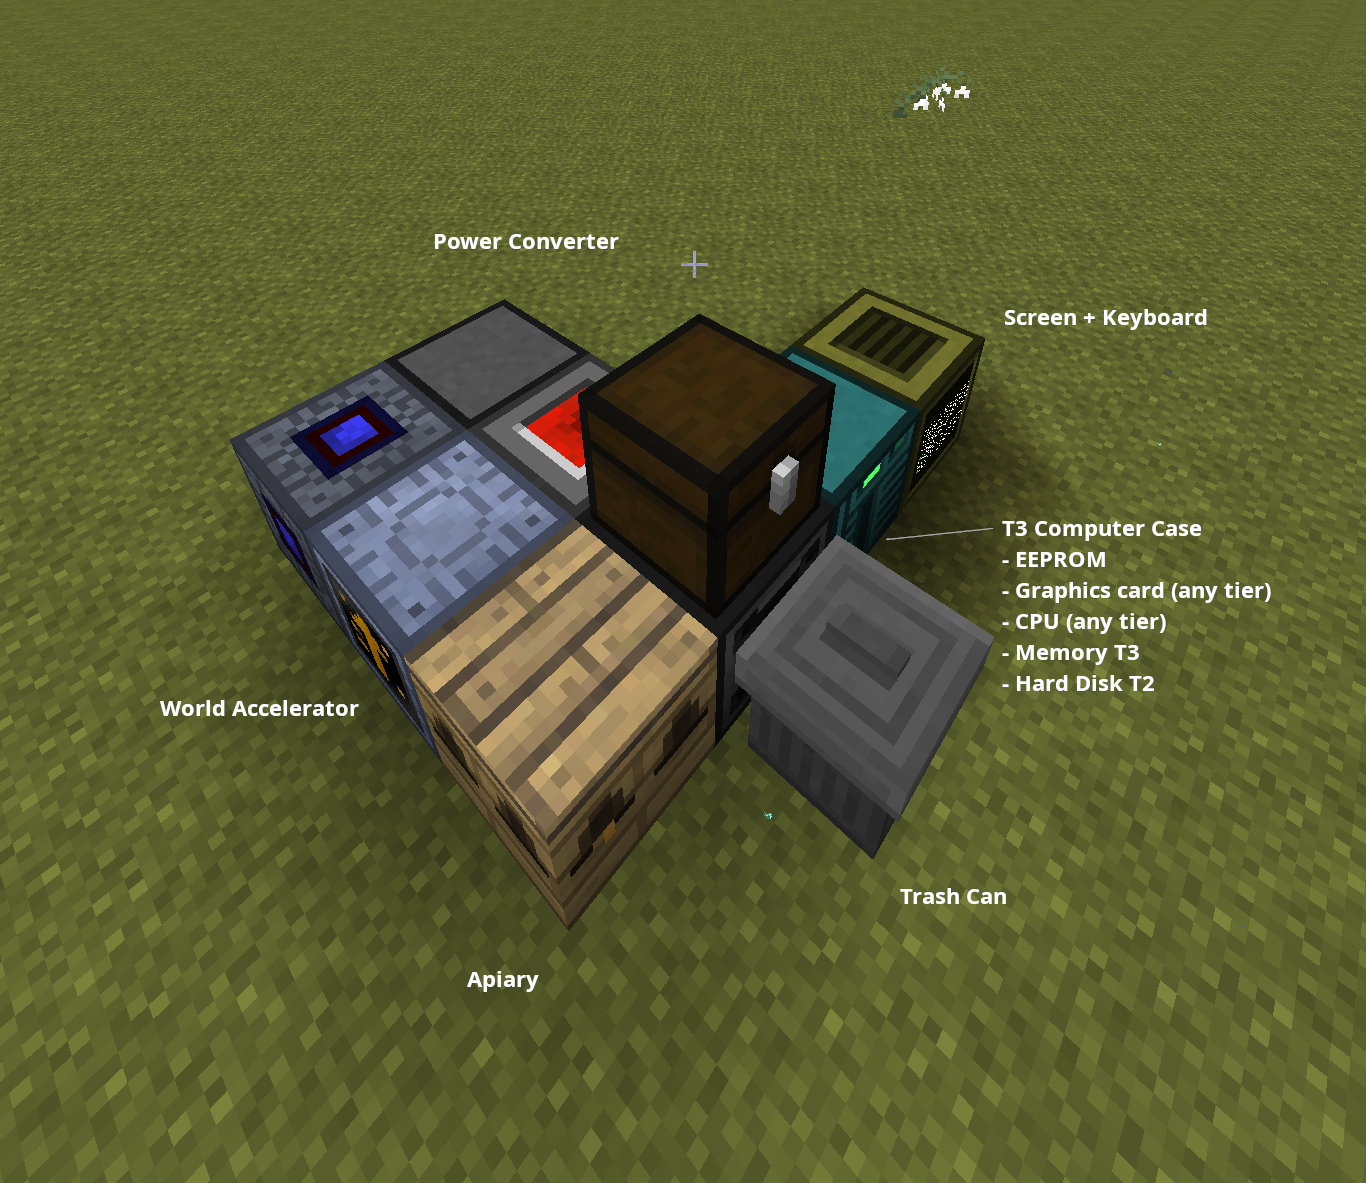 Power Converter
Screen + Keyboard
T3 Computer Case
- EEPROM
- Graphics card (any tier)
- CPU (any tier)
- Memory T3
- Hard Disk T2
World Accelerator
Trash Can
Apiary